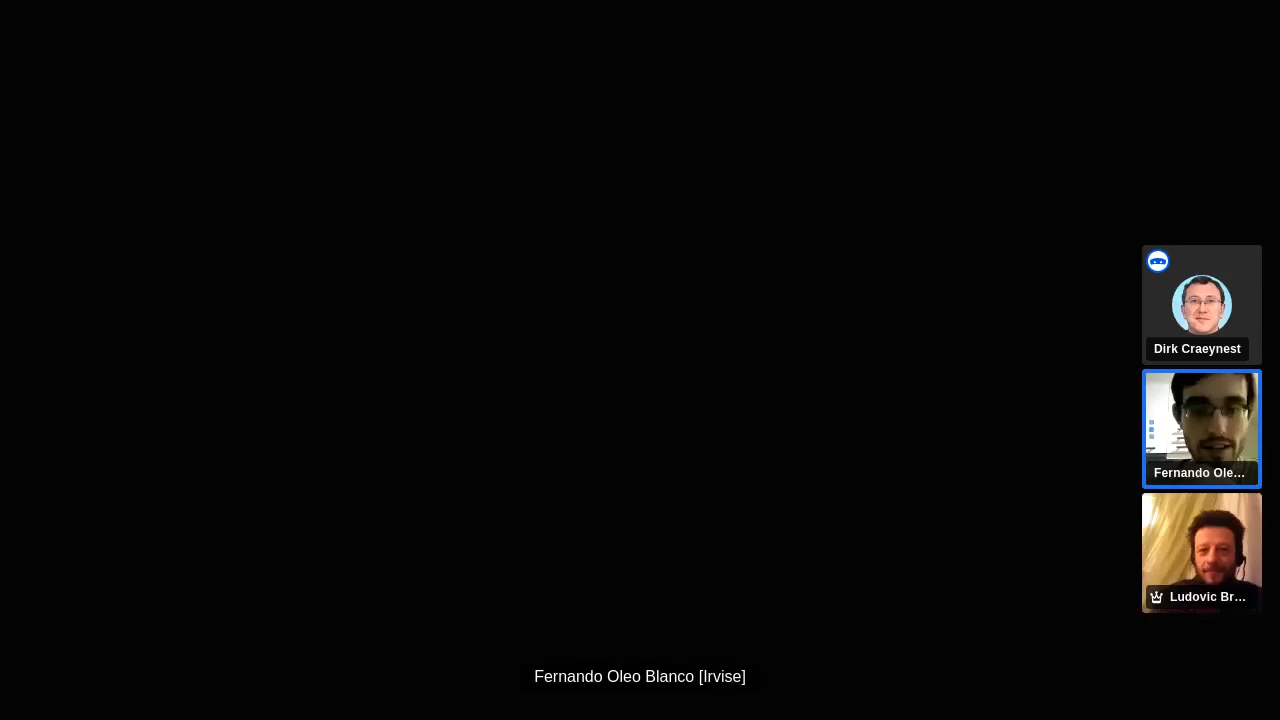 Dirk Craeynest
Fernando Ole...
Ludovic Br...
Fernando Oleo Blanco [Irvise]